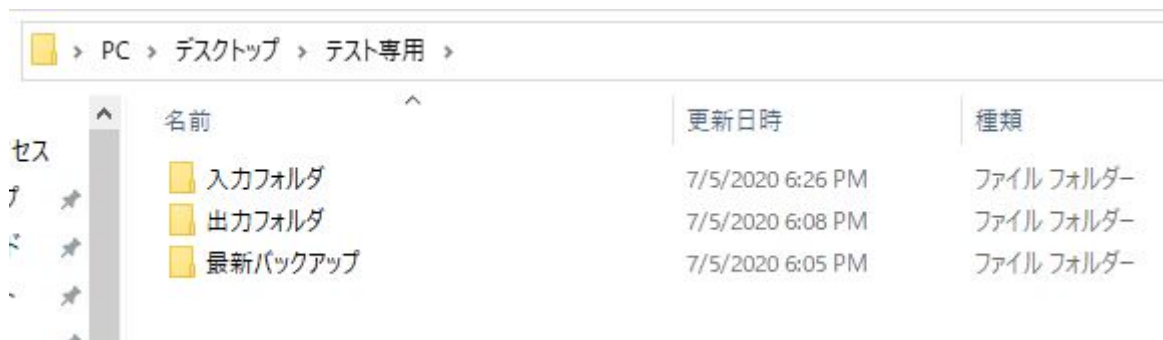 PC > デスクトップ > テスト専用 >
名前 更新日時 種類
セス
プ
入力フォルダ 7/5/2020 6:26 PM ファイル フォルダー
出力フォルダ 7/5/2020 6:08 PM ファイル フォルダー
ド
最新バックアップ 7/5/2020 6:05 PM ファイル フォルダー
ト